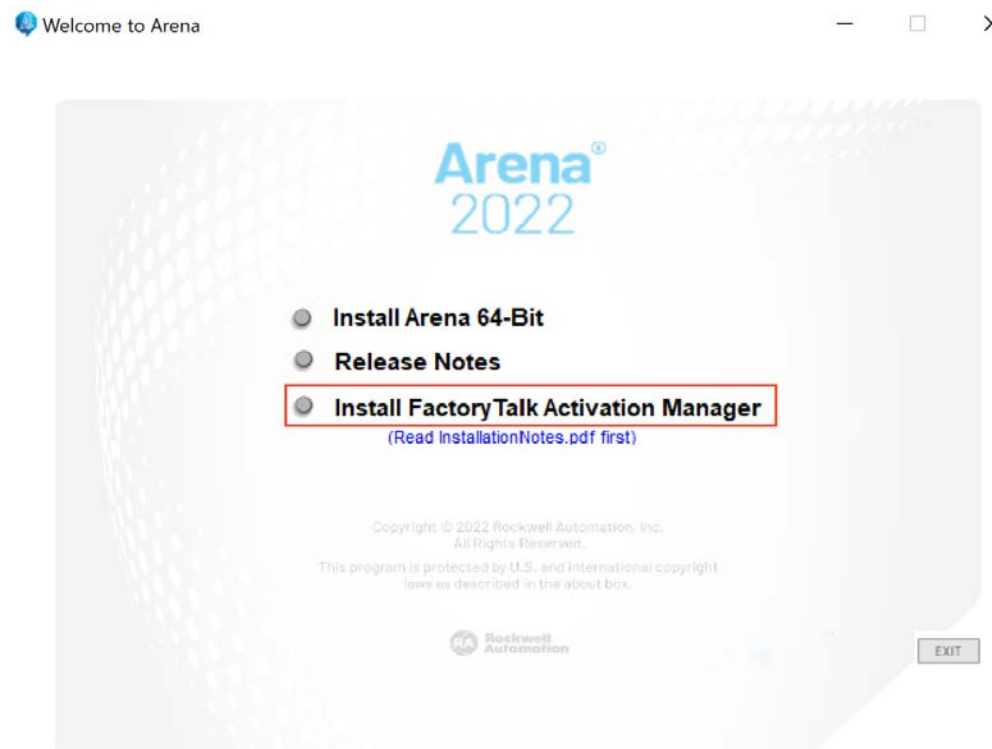 Welcome to Arena
Arena®
2022
Install Arena 64-Bit
Release Notes
Install FactoryTalk Activation Manager
(Read InstallationNotes.pdf first)
Copyright © 2022 Rockwell Automation, Inc.
All Rights Reserved.
This program is protected by U.S. and international copyright
laws as described in the about box.
RA Rockwell
Automation
EXIT